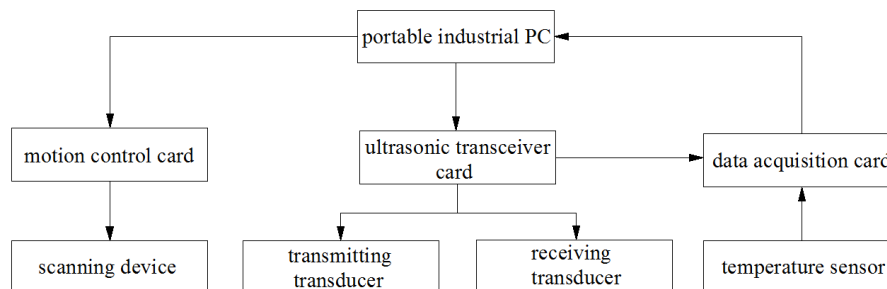 portable industrial PC
motion control card
ultrasonic transceiver
card
data acquisition card
scanning device
transmitting
transducer
receiving
transducer
temperature sensor